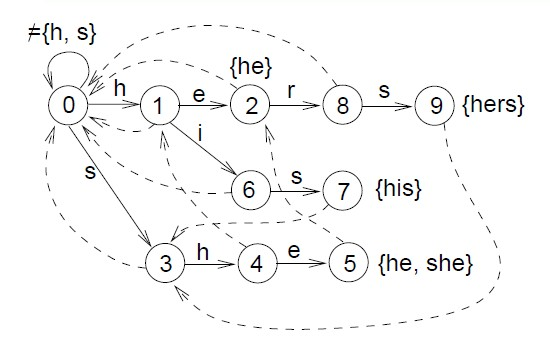 ≠{h, s}
{he}
0 h 1 e 2 r 8 s 9 {hers}
i
s
6 s 7 {his}
3 h 4 e 5 {he, she}